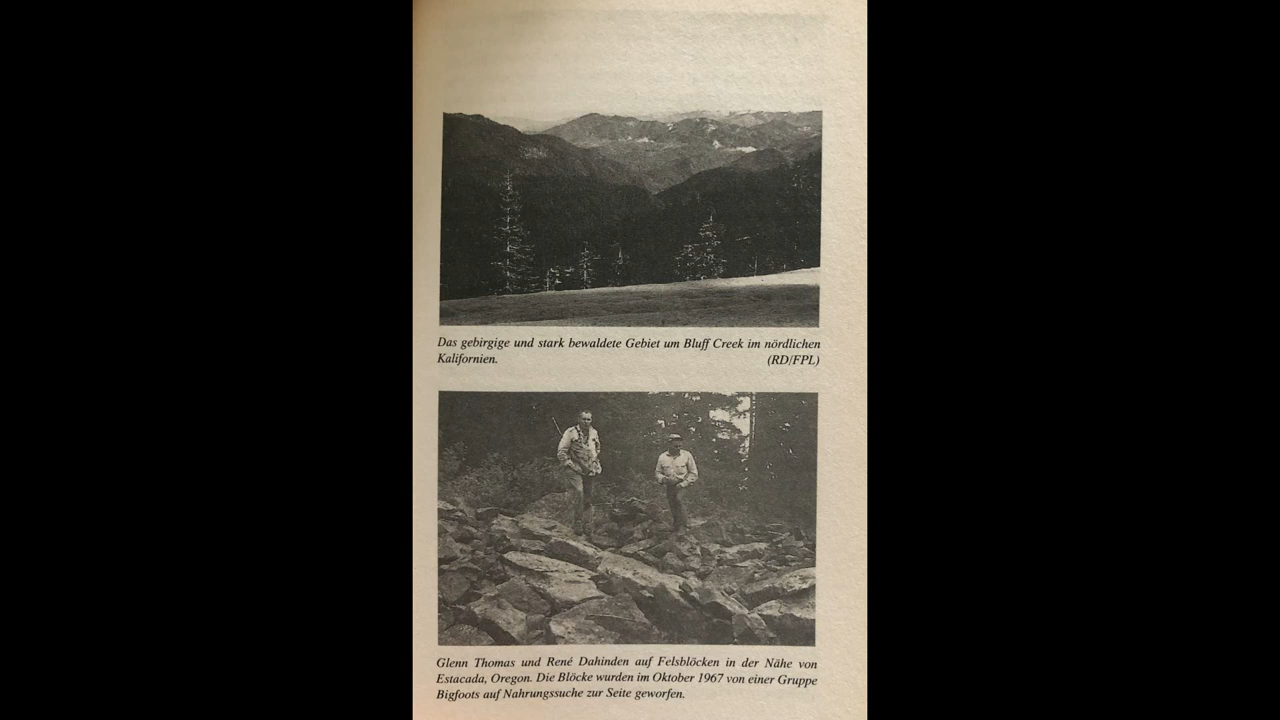 Das gebirgige und stark bewaldete Gebiet um Bluff Creek im nördlichen
Kalifornien. (RD/FPL)
Glenn Thomas und René Dahinden auf Felsblöcken in der Nähe von
Estacada, Oregon. Die Blöcke wurden im Oktober 1967 von einer Gruppe
Bigfoots auf Nahrungssuche zur Seite geworfen.